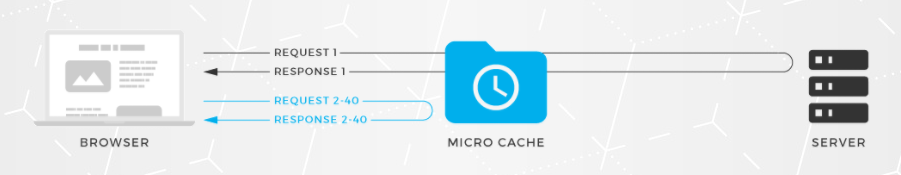 REQUEST 1
RESPONSE 1
REQUEST 2-40
RESPONSE 2-40
BROWSER
MICRO CACHE
SERVER